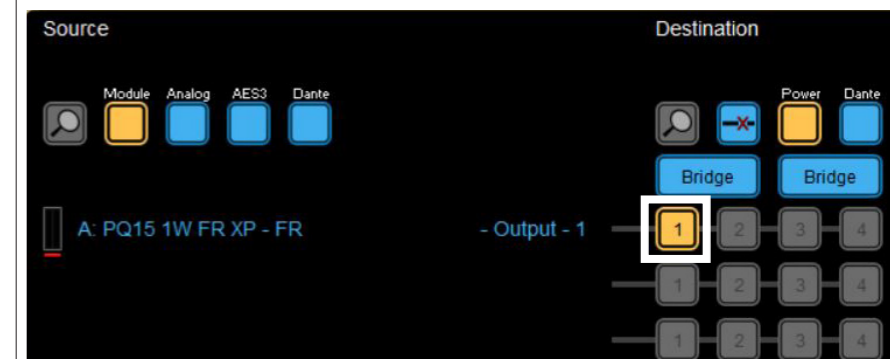 Source Destination
Module Analog AES3 Dante Power Dante
Bridge Bridge
A: PQ15 1W FR XP - FR - Output - 1 1 2 3 4
1 2 3 4
1 2 3 4